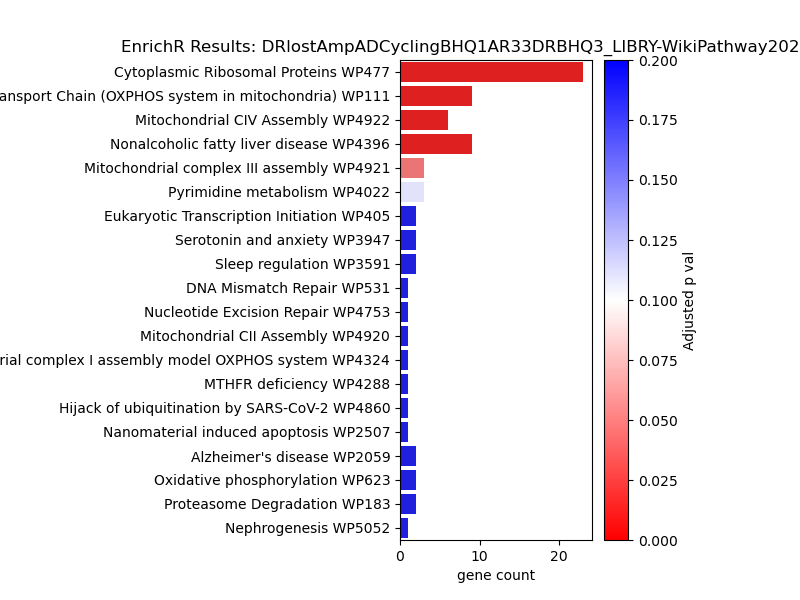 EnrichR Results: DRlostAmpADCyclingBHQ1AR33DRBHQ3_LIBRY-WikiPathway202
Cytoplasmic Ribosomal Proteins WP477
ansport Chain (OXPHOS system in mitochondria) WP111
Mitochondrial CIV Assembly WP4922
Nonalcoholic fatty liver disease WP4396
Mitochondrial complex III assembly WP4921
Pyrimidine metabolism WP4022
Eukaryotic Transcription Initiation WP405
Serotonin and anxiety WP3947
Sleep regulation WP3591
DNA Mismatch Repair WP531
Nucleotide Excision Repair WP4753
Mitochondrial CII Assembly WP4920
rial complex I assembly model OXPHOS system WP4324
MTHFR deficiency WP4288
Hijack of ubiquitination by SARS-CoV-2 WP4860
Nanomaterial induced apoptosis WP2507
Alzheimer's disease WP2059
Oxidative phosphorylation WP623
Proteasome Degradation WP183
Nephrogenesis WP5052
0 10 20
gene count
0.200
0.175
0.150
0.125
0.100
0.075
0.050
0.025
0.000
Adjusted p val